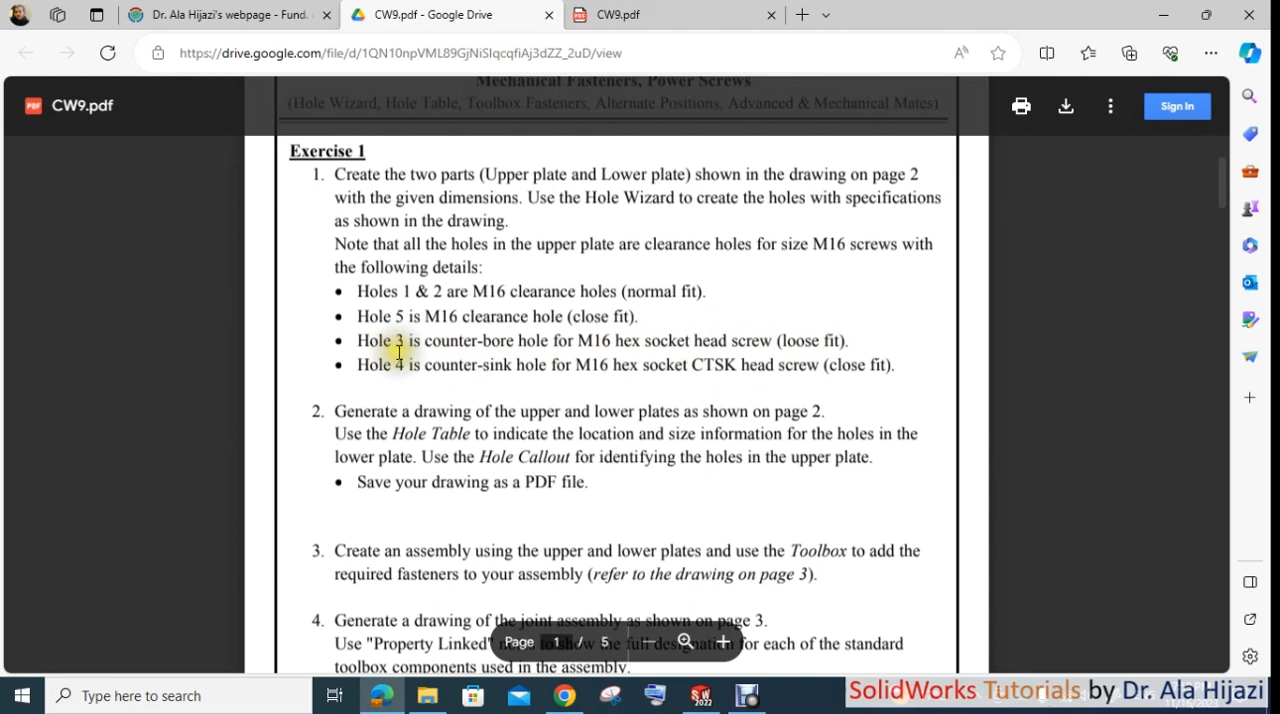 Dr. Ala Hijazi's webpage - Fund.
CW9.pdf - Google Drive
CW9.pdf
https://drive.google.com/file/d/1QN10npVML89GjNiSIqcqfiAj3dZZ_2uD/view
CW9.pdf
Sign In
Mechanical Fasteners, Power Screws
(Hole Wizard, Hole Table, Toolbox Fasteners, Alternate Positions, Advanced & Mechanical Mates)
Exercise 1
1. Create the two parts (Upper plate and Lower plate) shown in the drawing on page 2
with the given dimensions. Use the Hole Wizard to create the holes with specifications
as shown in the drawing.
Note that all the holes in the upper plate are clearance holes for size M16 screws with
the following details:
• Holes 1 & 2 are M16 clearance holes (normal fit).
• Hole 5 is M16 clearance hole (close fit).
• Hole 3 is counter-bore hole for M16 hex socket head screw (loose fit).
• Hole 4 is counter-sink hole for M16 hex socket CTSK head screw (close fit).
2. Generate a drawing of the upper and lower plates as shown on page 2.
Use the Hole Table to indicate the location and size information for the holes in the
lower plate. Use the Hole Callout for identifying the holes in the upper plate.
• Save your drawing as a PDF file.
3. Create an assembly using the upper and lower plates and use the Toolbox to add the
required fasteners to your assembly (refer to the drawing on page 3).
4. Generate a drawing of the joint assembly as shown on page 3.
Use "Property Linked" to show the full designation for each of the standard
toolbox components used in the assembly.
Page 1 / 5
Type here to search
SolidWorks Tutorials by Dr. Ala Hijazi